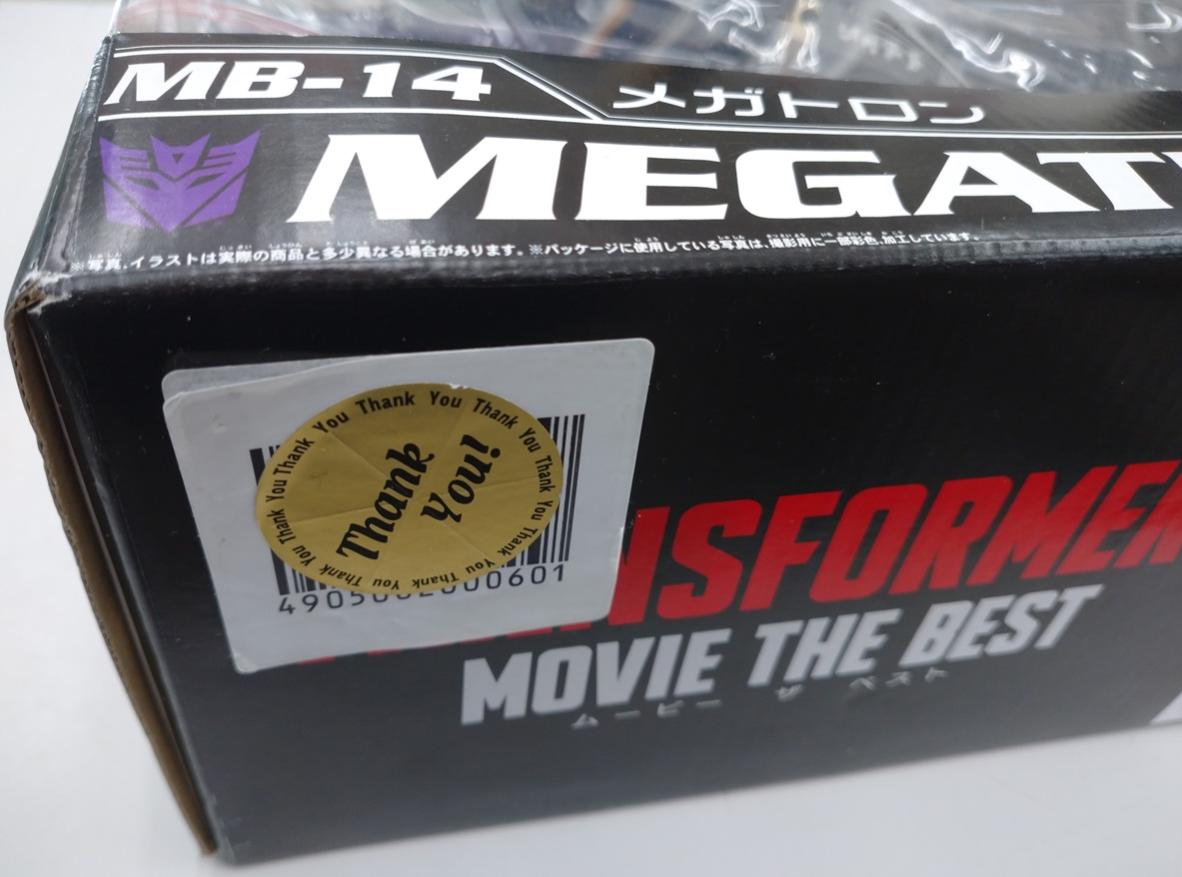 MB-14 メガトロン
MEGAT
※写真、イラストは実際の商品と多少異なる場合があります。※パッケージに使用している写真は、撮影用に一部彩色、加工しています。
Thank You Thank You Thank You Thank You Thank You Thank You Thank You Thank You
Thank
You!
0601
NSFORMER
MOVIE THE BEST
ムービー ザ ベスト